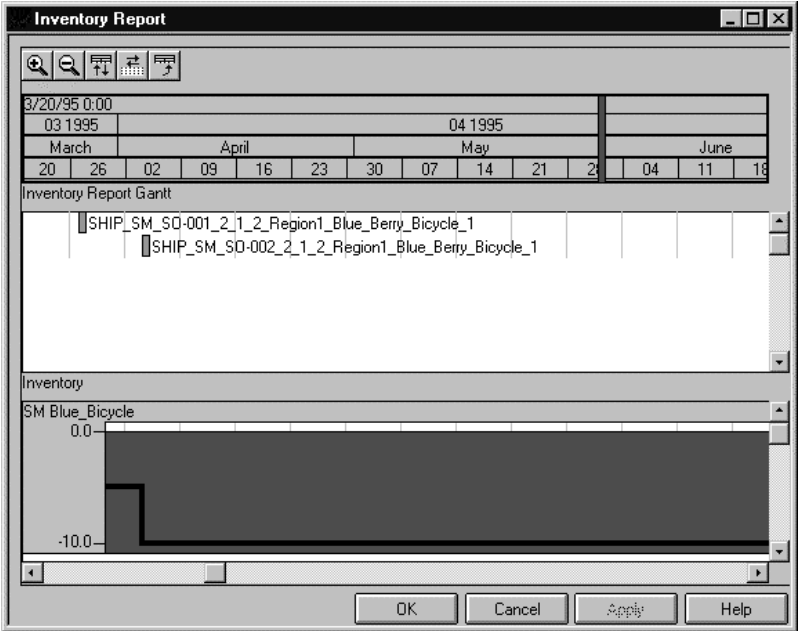 Inventory Report
3/20/95 0:00
03 1995 04 1995
March April May June
20 26 02 09 16 23 30 07 14 21 04 11 18
Inventory Report Gantt
SHIP_SM_SO-001_2_1_2_Region1_Blue_Berry_Bicycle_1
SHIP_SM_SO-002_2_1_2_Region1_Blue_Berry_Bicycle_1
Inventory
SM Blue_Bicycle
0.0
-10.0
OK Cancel Apply Help